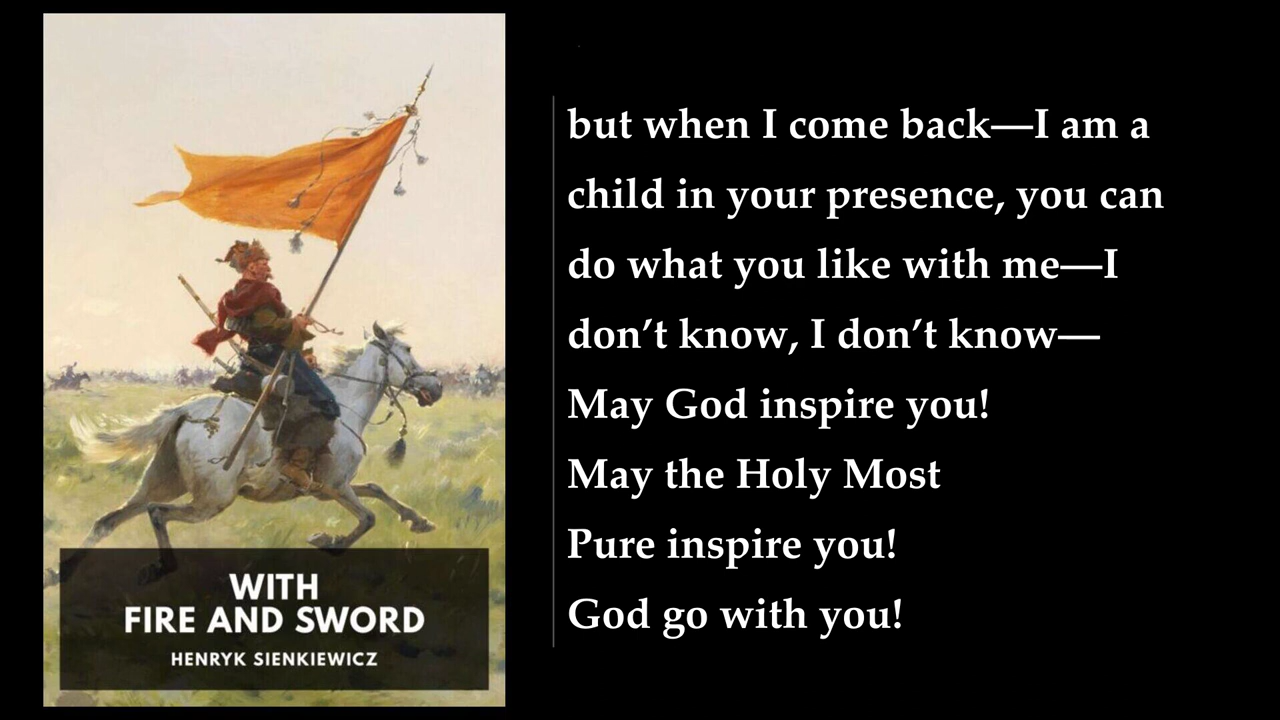 WITH
FIRE AND SWORD
HENRYK SIENKIEWICZ
but when I come back—I am a
child in your presence, you can
do what you like with me—I
don’t know, I don’t know—
May God inspire you!
May the Holy Most
Pure inspire you!
God go with you!